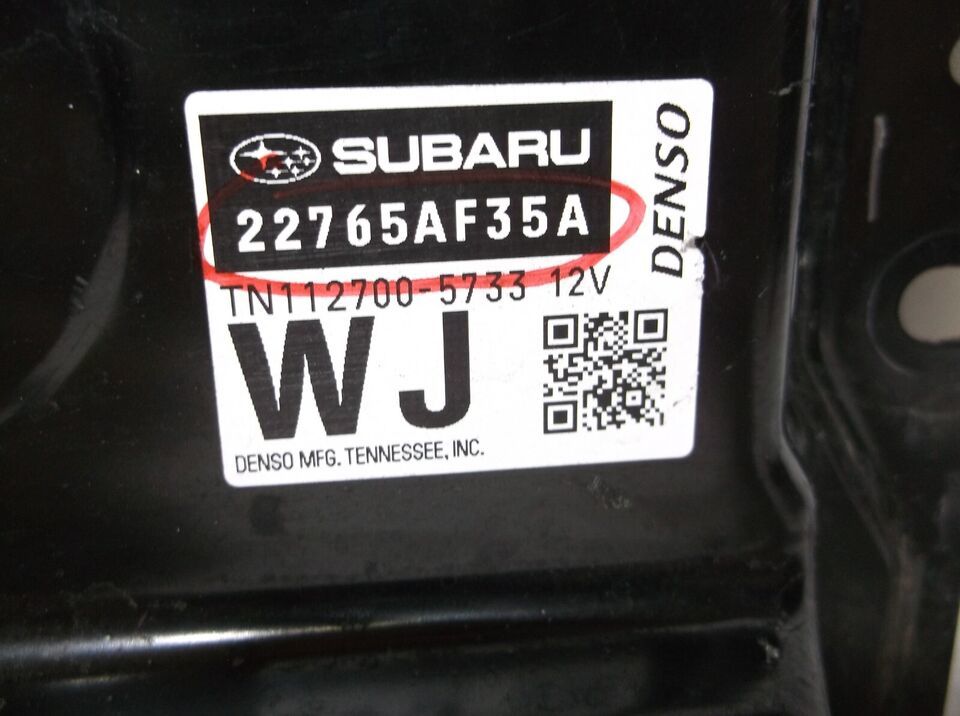 SUBARU
22765AF35A
DENSO
TN112700-5733 12V
WJ
DENSO MFG. TENNESSEE, INC.